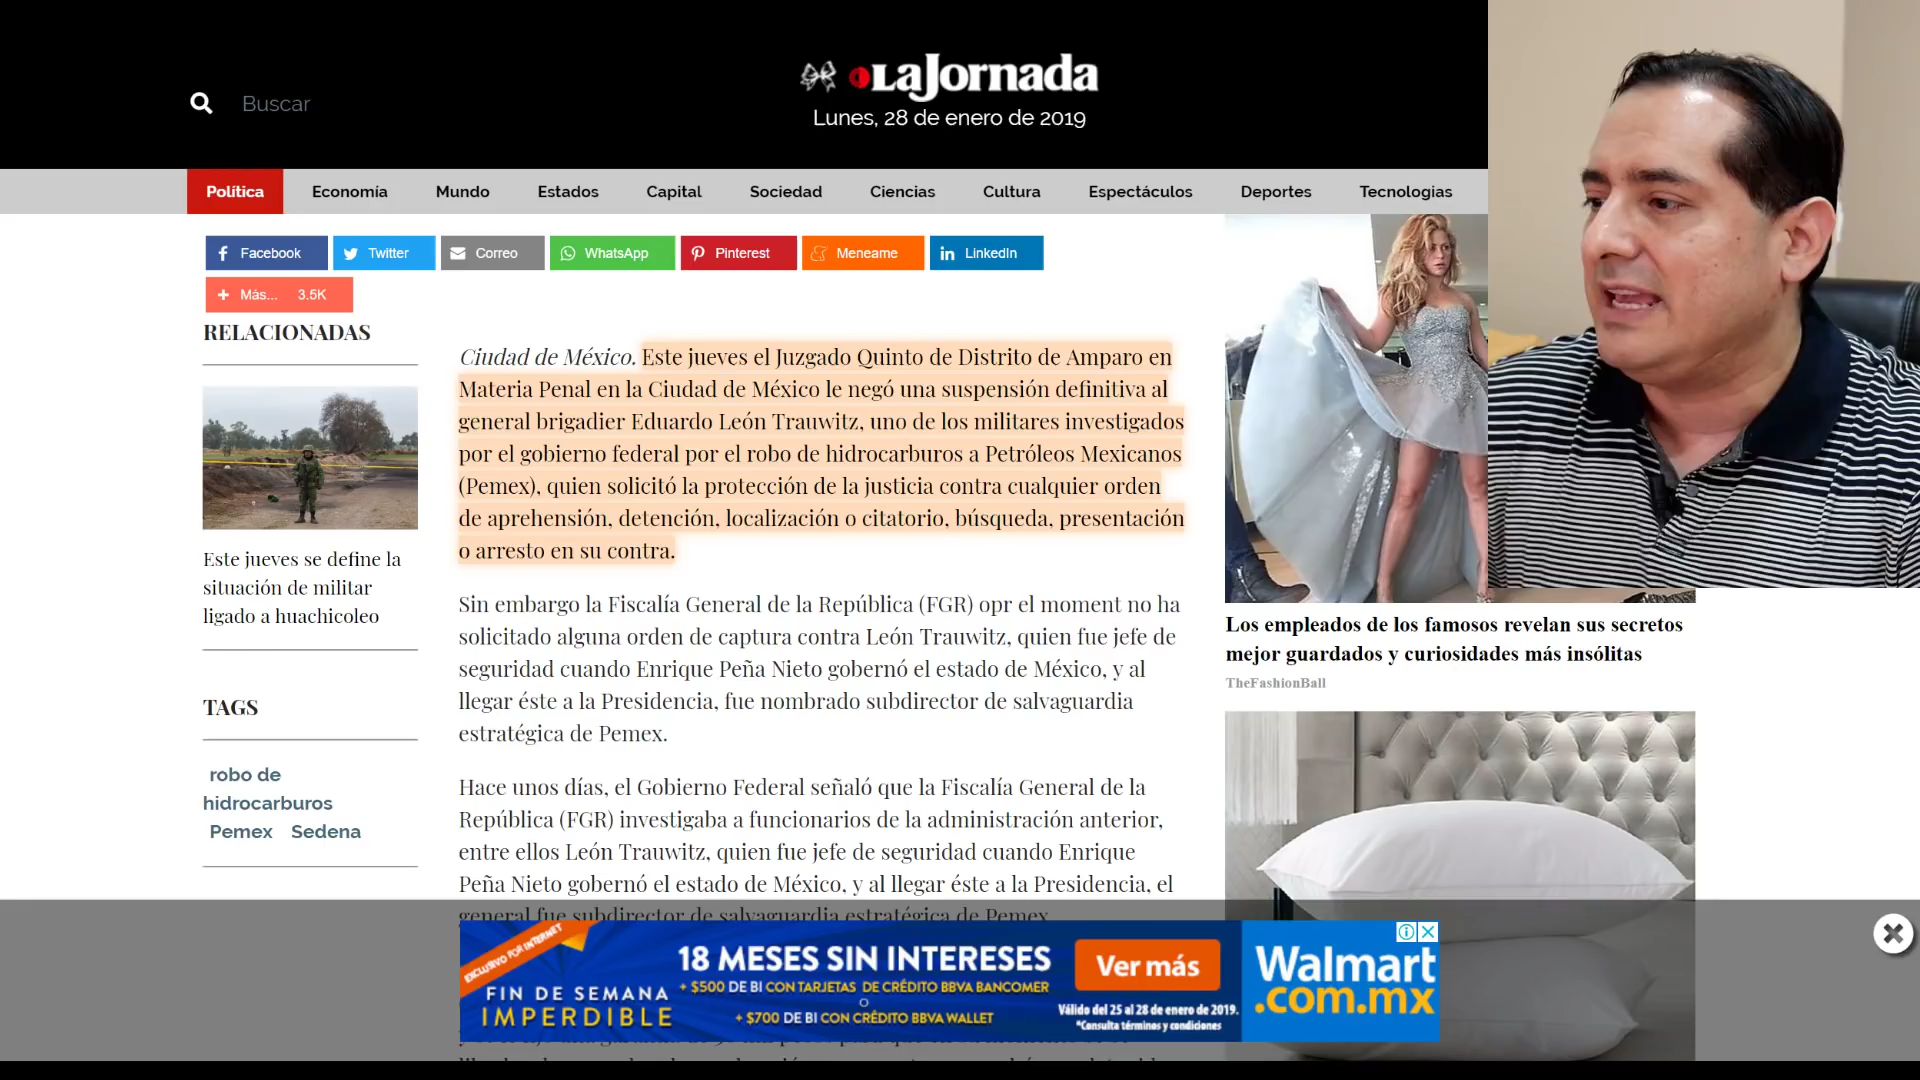 Buscar
LaJornada
Lunes, 28 de enero de 2019
Política Economía Mundo Estados Capital Sociedad Ciencias Cultura Espectáculos Deportes Tecnologias
Facebook Twitter Correo WhatsApp Pinterest Meneame LinkedIn
Más... 3.5K
RELACIONADAS
Este jueves se define la
situación de militar
ligado a huachicoleo
TAGS
robo de
hidrocarburos
Pemex Sedena
Ciudad de México. Este jueves el Juzgado Quinto de Distrito de Amparo en
Materia Penal en la Ciudad de México le negó una suspensión definitiva al
general brigadier Eduardo León Trauwitz, uno de los militares investigados
por el gobierno federal por el robo de hidrocarburos a Petróleos Mexicanos
(Pemex), quien solicitó la protección de la justicia contra cualquier orden
de aprehensión, detención, localización o citatorio, búsqueda, presentación
o arresto en su contra.
Sin embargo la Fiscalía General de la República (FGR) opr el moment no ha
solicitado alguna orden de captura contra León Trauwitz, quien fue jefe de
seguridad cuando Enrique Peña Nieto gobernó el estado de México, y al
llegar éste a la Presidencia, fue nombrado subdirector de salvaguardia
estratégica de Pemex.
Hace unos días, el Gobierno Federal señaló que la Fiscalía General de la
República (FGR) investigaba a funcionarios de la administración anterior,
entre ellos León Trauwitz, quien fue jefe de seguridad cuando Enrique
Peña Nieto gobernó el estado de México, y al llegar éste a la Presidencia, el
general fue subdirector de salvaguardia estratégica de Pemex
Los empleados de los famosos revelan sus secretos
mejor guardados y curiosidades más insólitas
TheFashionBall
EXCLUSIVO POR INTERNET
FIN DE SEMANA
IMPERDIBLE
18 MESES SIN INTERESES
+ $500 DE BI CON TARJETAS DE CRÉDITO BBVA BANCOMER
O
+ $700 DE BI CON CRÉDITO BBVA WALLET
Ver más
Válido del 25 al 28 de enero de 2019.
*Consulta términos y condiciones
Walmart
.com.mx